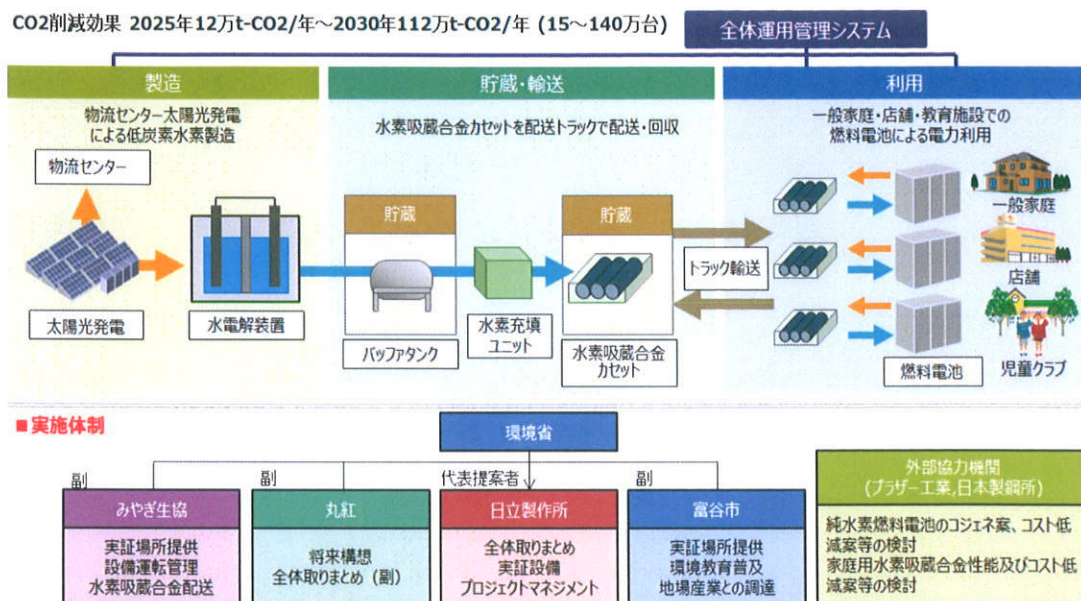 CO2削減効果 2025年12万t-CO2/年～2030年112万t-CO2/年 (15～140万台)
全体運用管理システム
製造
物流センター太陽光発電
による低炭素水素製造
物流センター
太陽光発電
水電解装置
貯蔵・輸送
水素吸蔵合金カセットを配送トラックで配送・回収
貯蔵
バッファタンク
水素充填
ユニット
貯蔵
水素吸蔵合金
カセット
トラック輸送
利用
一般家庭・店舗・教育施設での
燃料電池による電力利用
一般家庭
店舗
児童クラブ
燃料電池
■実施体制
環境省
副
みやぎ生協
実証場所提供
設備運転管理
水素吸蔵合金配送
副
丸紅
将来構想
全体取りまとめ（副）
代表提案者
日立製作所
全体取りまとめ
実証設備
プロジェクトマネジメント
副
富谷市
実証場所提供
環境教育普及
地場産業との調達
外部協力機関
(ブラザー工業,日本製鋼所)
純水素燃料電池のコジェネ案、コスト低
減案等の検討
家庭用水素吸蔵合金性能及びコスト低
減案等の検討